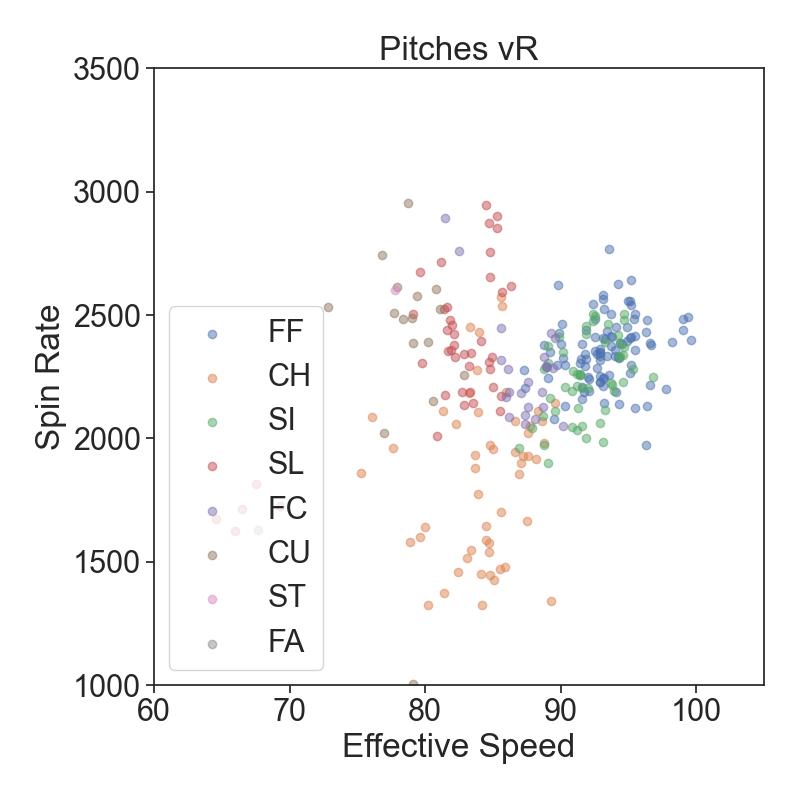 Pitches vR
3500
3000
2500
2000
1500
1000
Spin Rate
FF
CH
SI
SL
FC
CU
ST
FA
60 70 80 90 100
Effective Speed